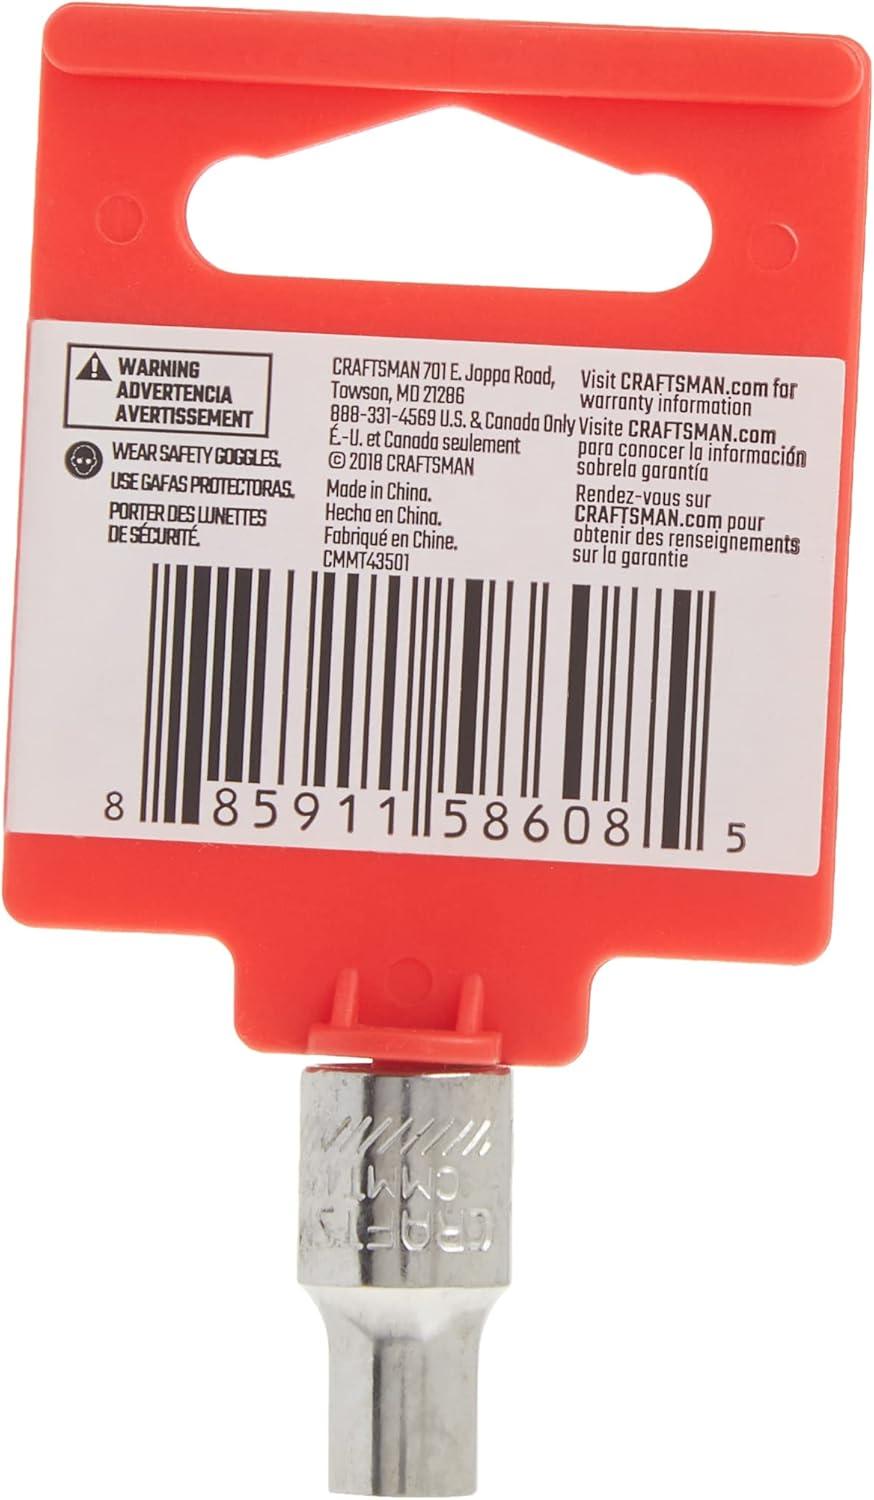 WARNING
ADVERTENCIA
AVERTISSEMENT
WEAR SAFETY GOGGLES.
USE GAFAS PROTECTORAS.
PORTER DES LUNETTES
DE SÉCURITÉ.
CRAFTSMAN 701 E. Joppa Road,
Towson, MD 21286
888-331-4569 U.S. & Canada Only
É.-U. et Canada seulement
© 2018 CRAFTSMAN
Made in China.
Hecha en China.
Fabriqué en Chine.
CMMT43501
Visit CRAFTSMAN.com for
warranty information
Visite CRAFTSMAN.com
para conocer la información
sobrela garantía
Rendez-vous sur
CRAFTSMAN.com pour
obtenir des renseignements
sur la garantie
8 85911 58608 5